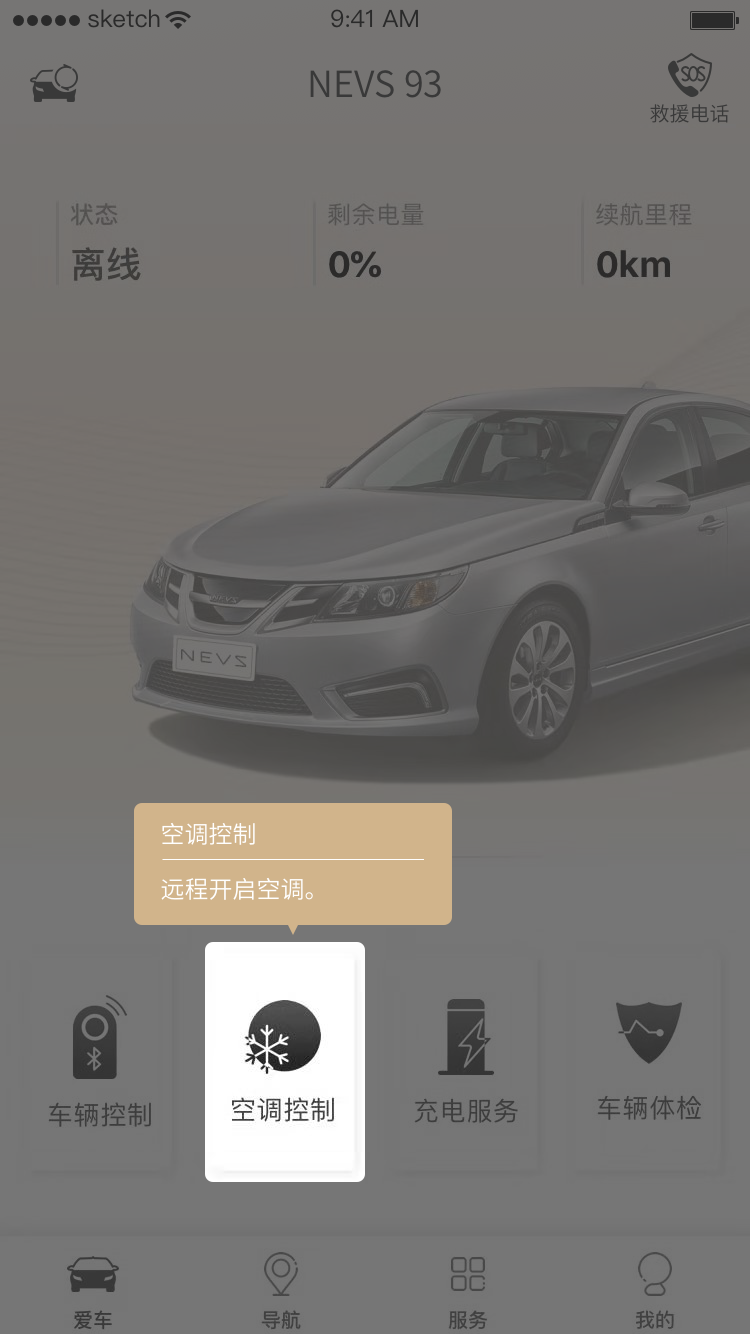 sketch 9:41 AM
NEVS 93
SOS
救援电话
状态 剩余电量 续航里程
离线 0% 0km
NEVS
NEVS
空调控制
远程开启空调。
车辆控制 空调控制 充电服务 车辆体检
爱车 导航 服务 我的